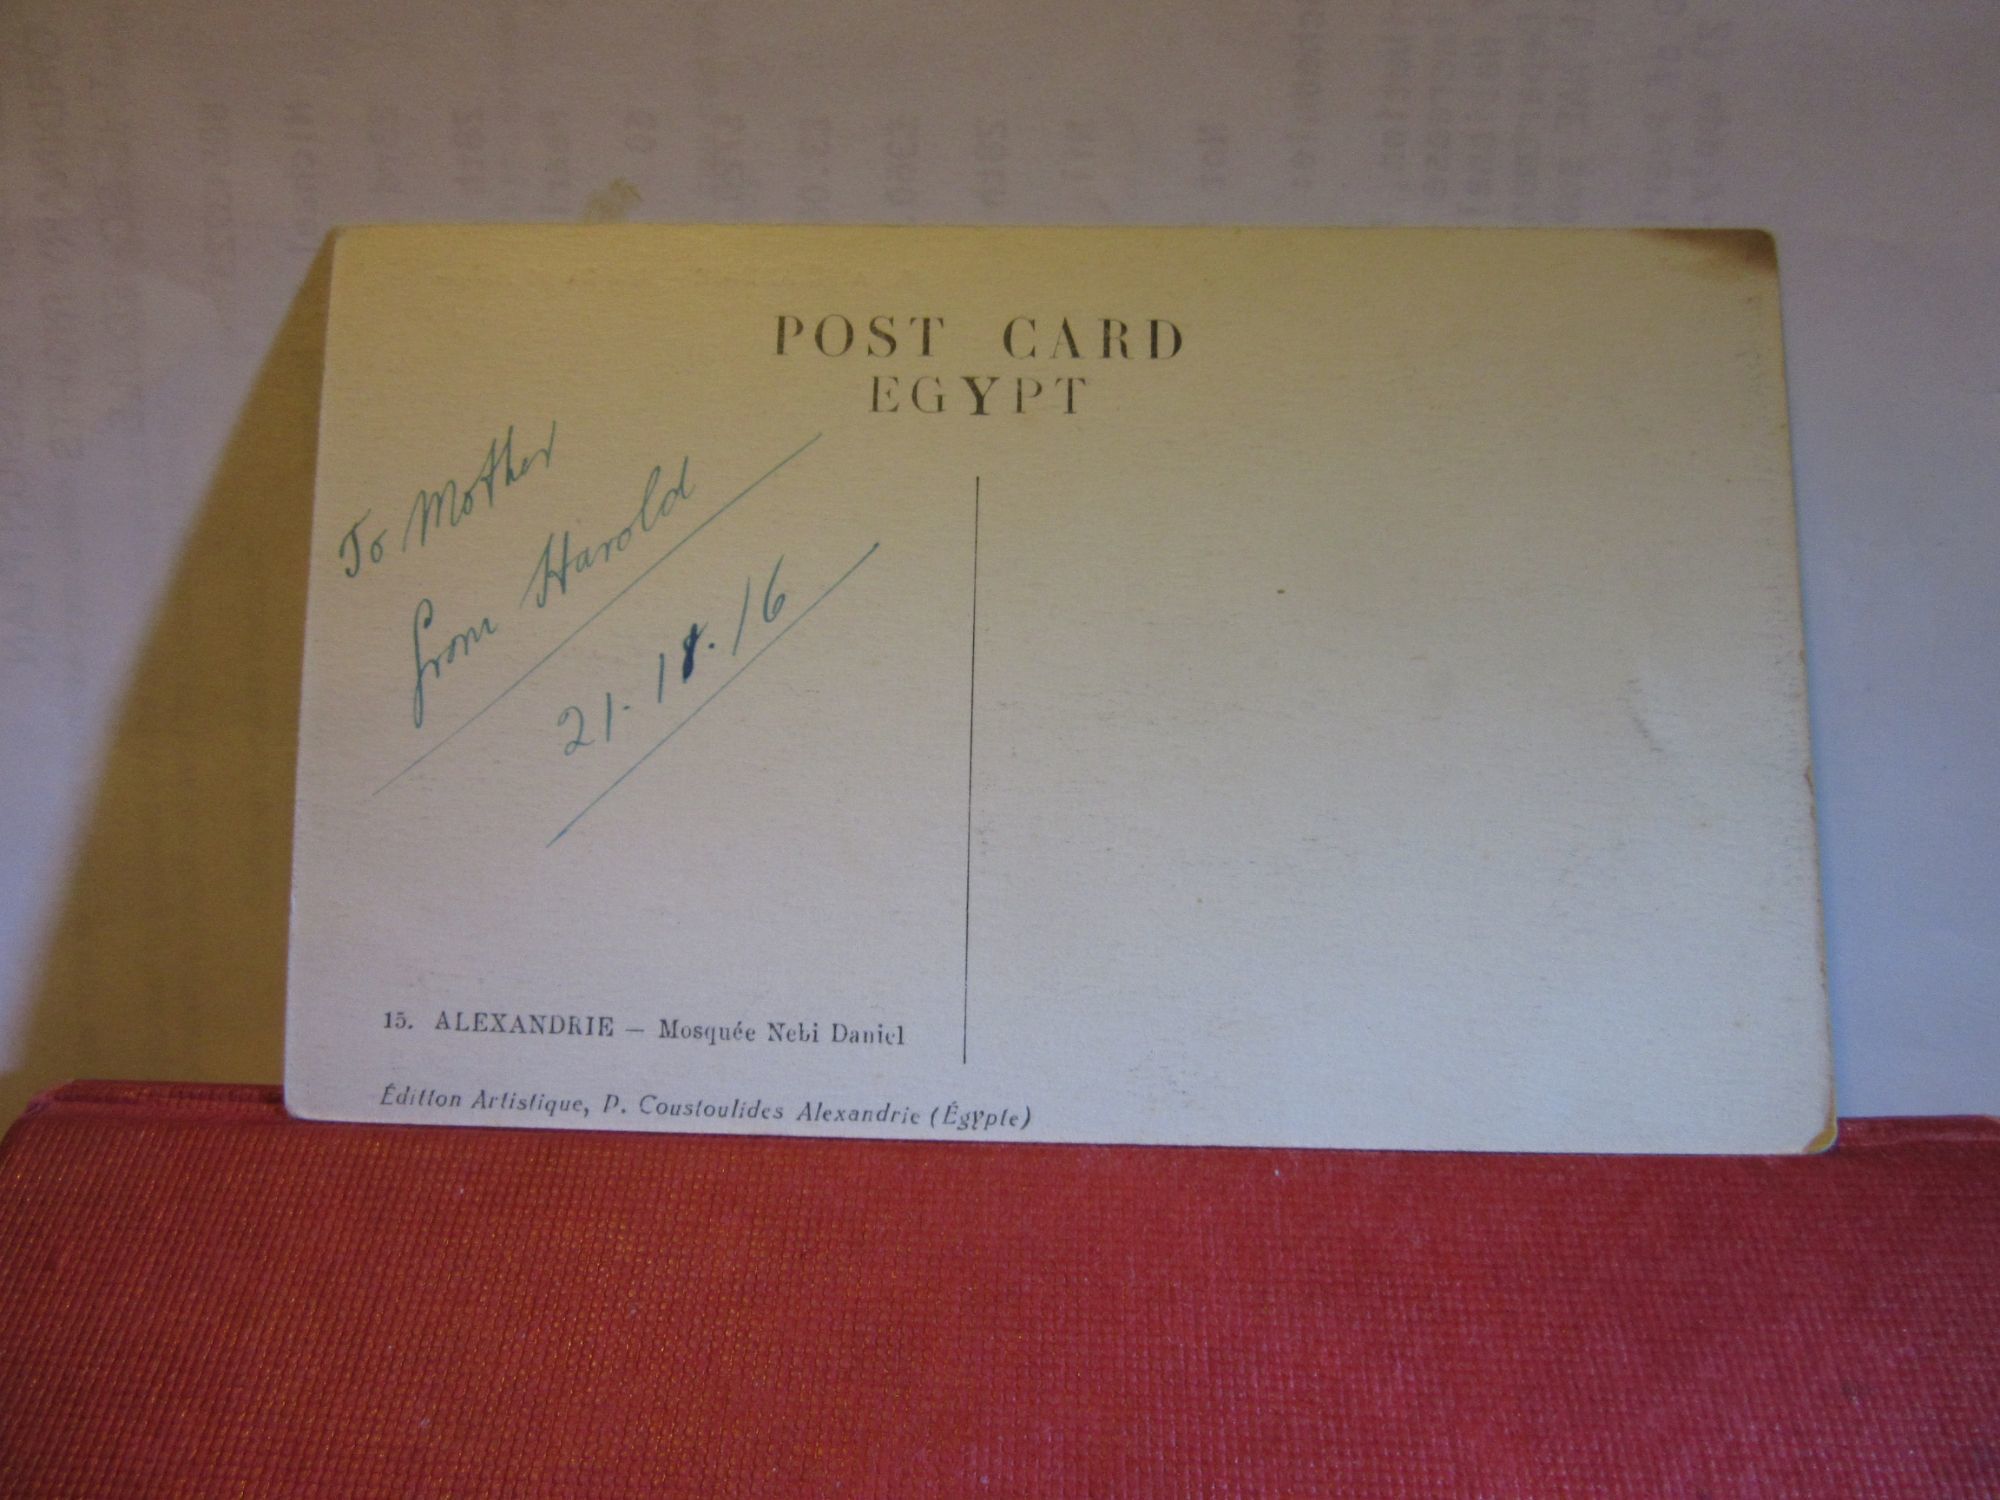 POST CARD
EGYPT
To Mother
from Harold
21. 18. 16
15. ALEXANDRIE — Mosquée Nebi Daniel
Édition Artistique, P. Coustoulides Alexandrie (Égypte)